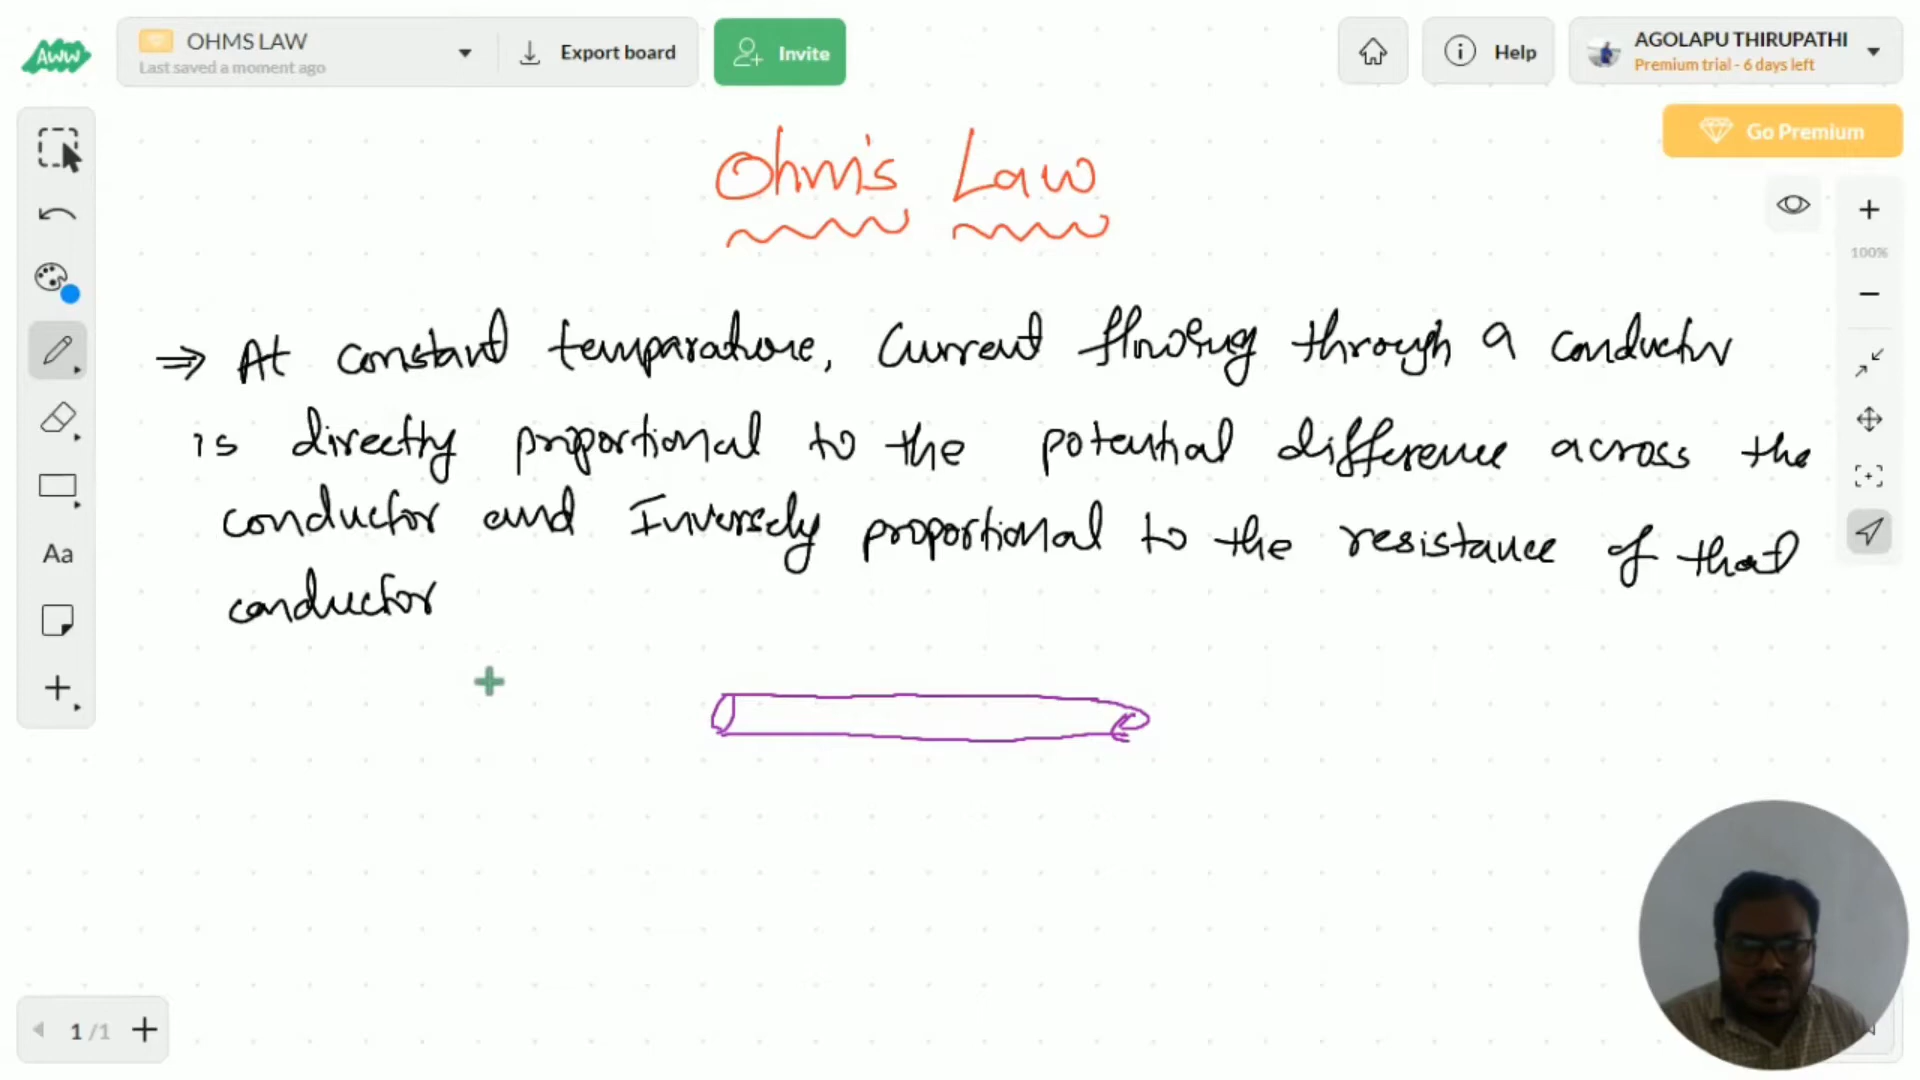 AWW
OHMS LAW
Last saved a moment ago
Export board
Invite
Help
AGOLAPU THIRUPATHI
Premium trial - 6 days left
Go Premium
100%
Ohm's Law
⇒ At constant temparature, Current flowing through a conductor
is directly proportional to the potential difference across the
conductor and Inversely proportional to the resistance of that
conductor
Aa
1 /1